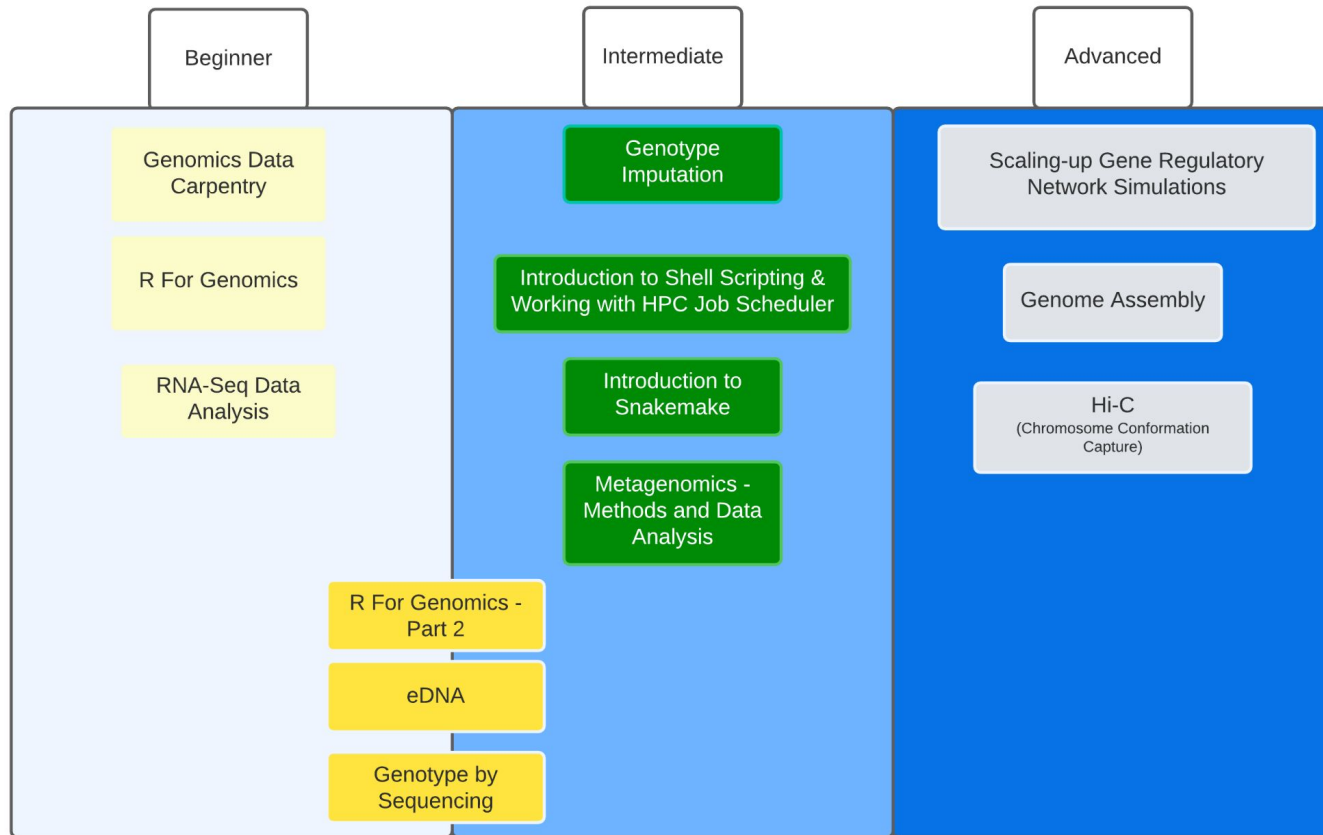 Beginner
Intermediate
Advanced
Genomics Data
Carpentry
R For Genomics
RNA-Seq Data
Analysis
Genotype
Imputation
Introduction to Shell Scripting &
Working with HPC Job Scheduler
Introduction to
Snakemake
Metagenomics -
Methods and Data
Analysis
Scaling-up Gene Regulatory
Network Simulations
Genome Assembly
Hi-C
(Chromosome Conformation
Capture)
R For Genomics -
Part 2
eDNA
Genotype by
Sequencing